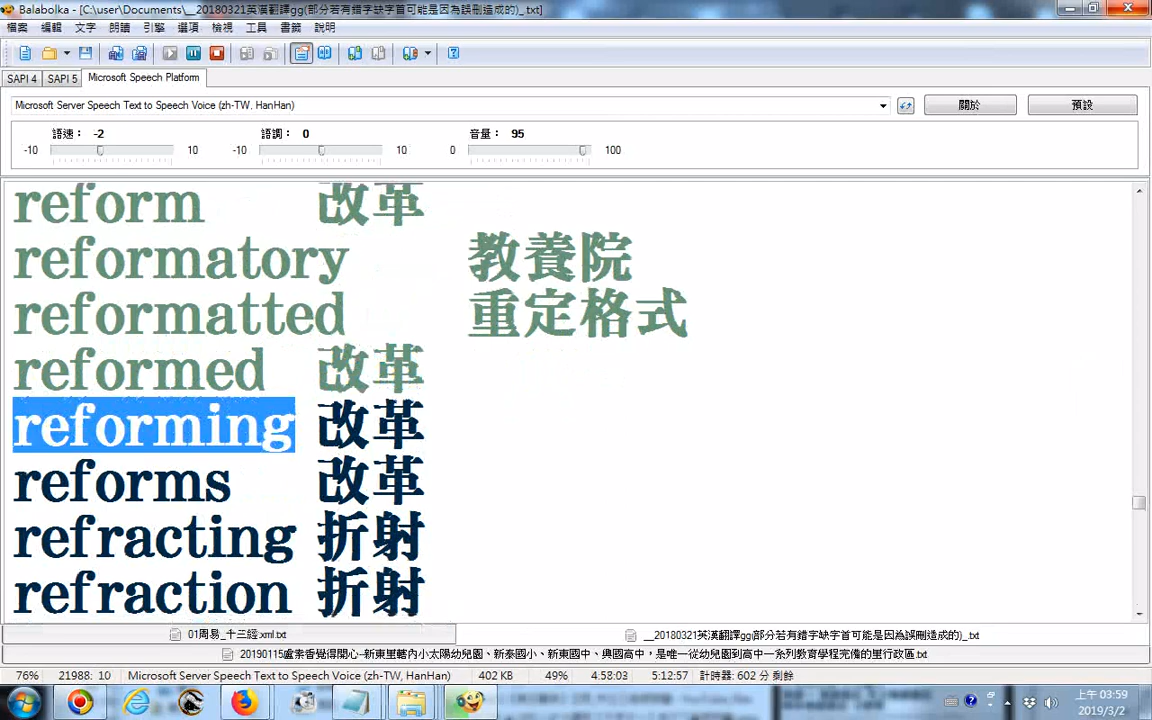 Balabolka - [C:\user\Documents\__20180321英漢翻譯gg(部分若有錯字缺字首可能是因為誤刪造成的)_.txt]
檔案 編輯 文字 朗讀 引擎 選項 檢視 工具 書籤 說明
SAPI 4 SAPI 5 Microsoft Speech Platform
Microsoft Server Speech Text to Speech Voice (zh-TW, HanHan) 關於 預設
語速： -2 語調： 0 音量： 95
-10 10 -10 10 0 100
reform 改革
reformatory 教養院
reformatted 重定格式
reformed 改革
reforming 改革
reforms 改革
refracting 折射
refraction 折射
01周易_十三經.xml.txt __20180321英漢翻譯gg(部分若有錯字缺字首可能是因為誤刪造成的)_.txt
20190115盧素香覺得開心-新東里轄內小太陽幼兒園、新泰國小、新東國中、興國高中，是唯一從幼兒園到高中一系列教育學程完備的里行政區.txt
76% 21988: 10 Microsoft Server Speech Text to Speech Voice (zh-TW, HanHan) 402 KB 49% 4:58:03 5:12:57 計時器: 602 分 剩餘
上午 03:59
2019/3/2